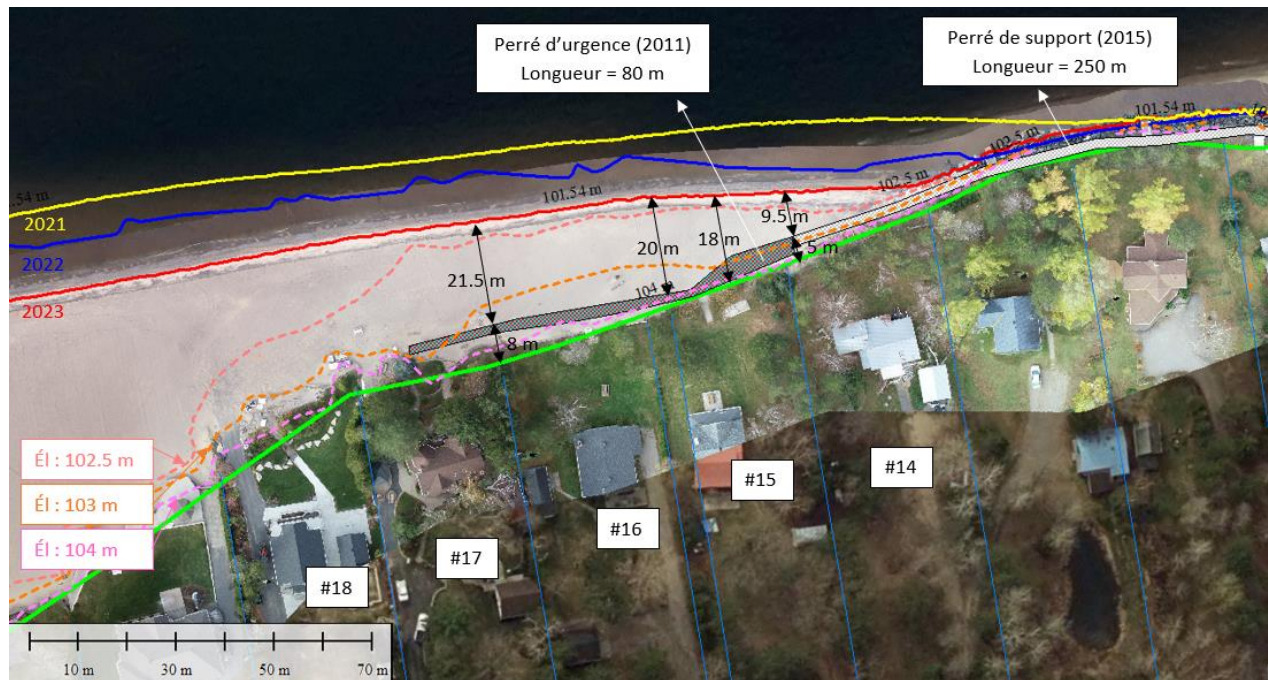 Perré d'urgence (2011)
Longueur = 80 m
Perré de support (2015)
Longueur = 250 m
101.54 m
102.5 m
.54 m
2021
101.54 m
102.5 m
9.5 m
2022
20 m
18 m
5 m
21.5 m
104 m
2023
8 m
Él : 102.5 m
#14
#15
Él : 103 m
#16
Él : 104 m
#17
#18
10 m
30 m
50 m
70 m